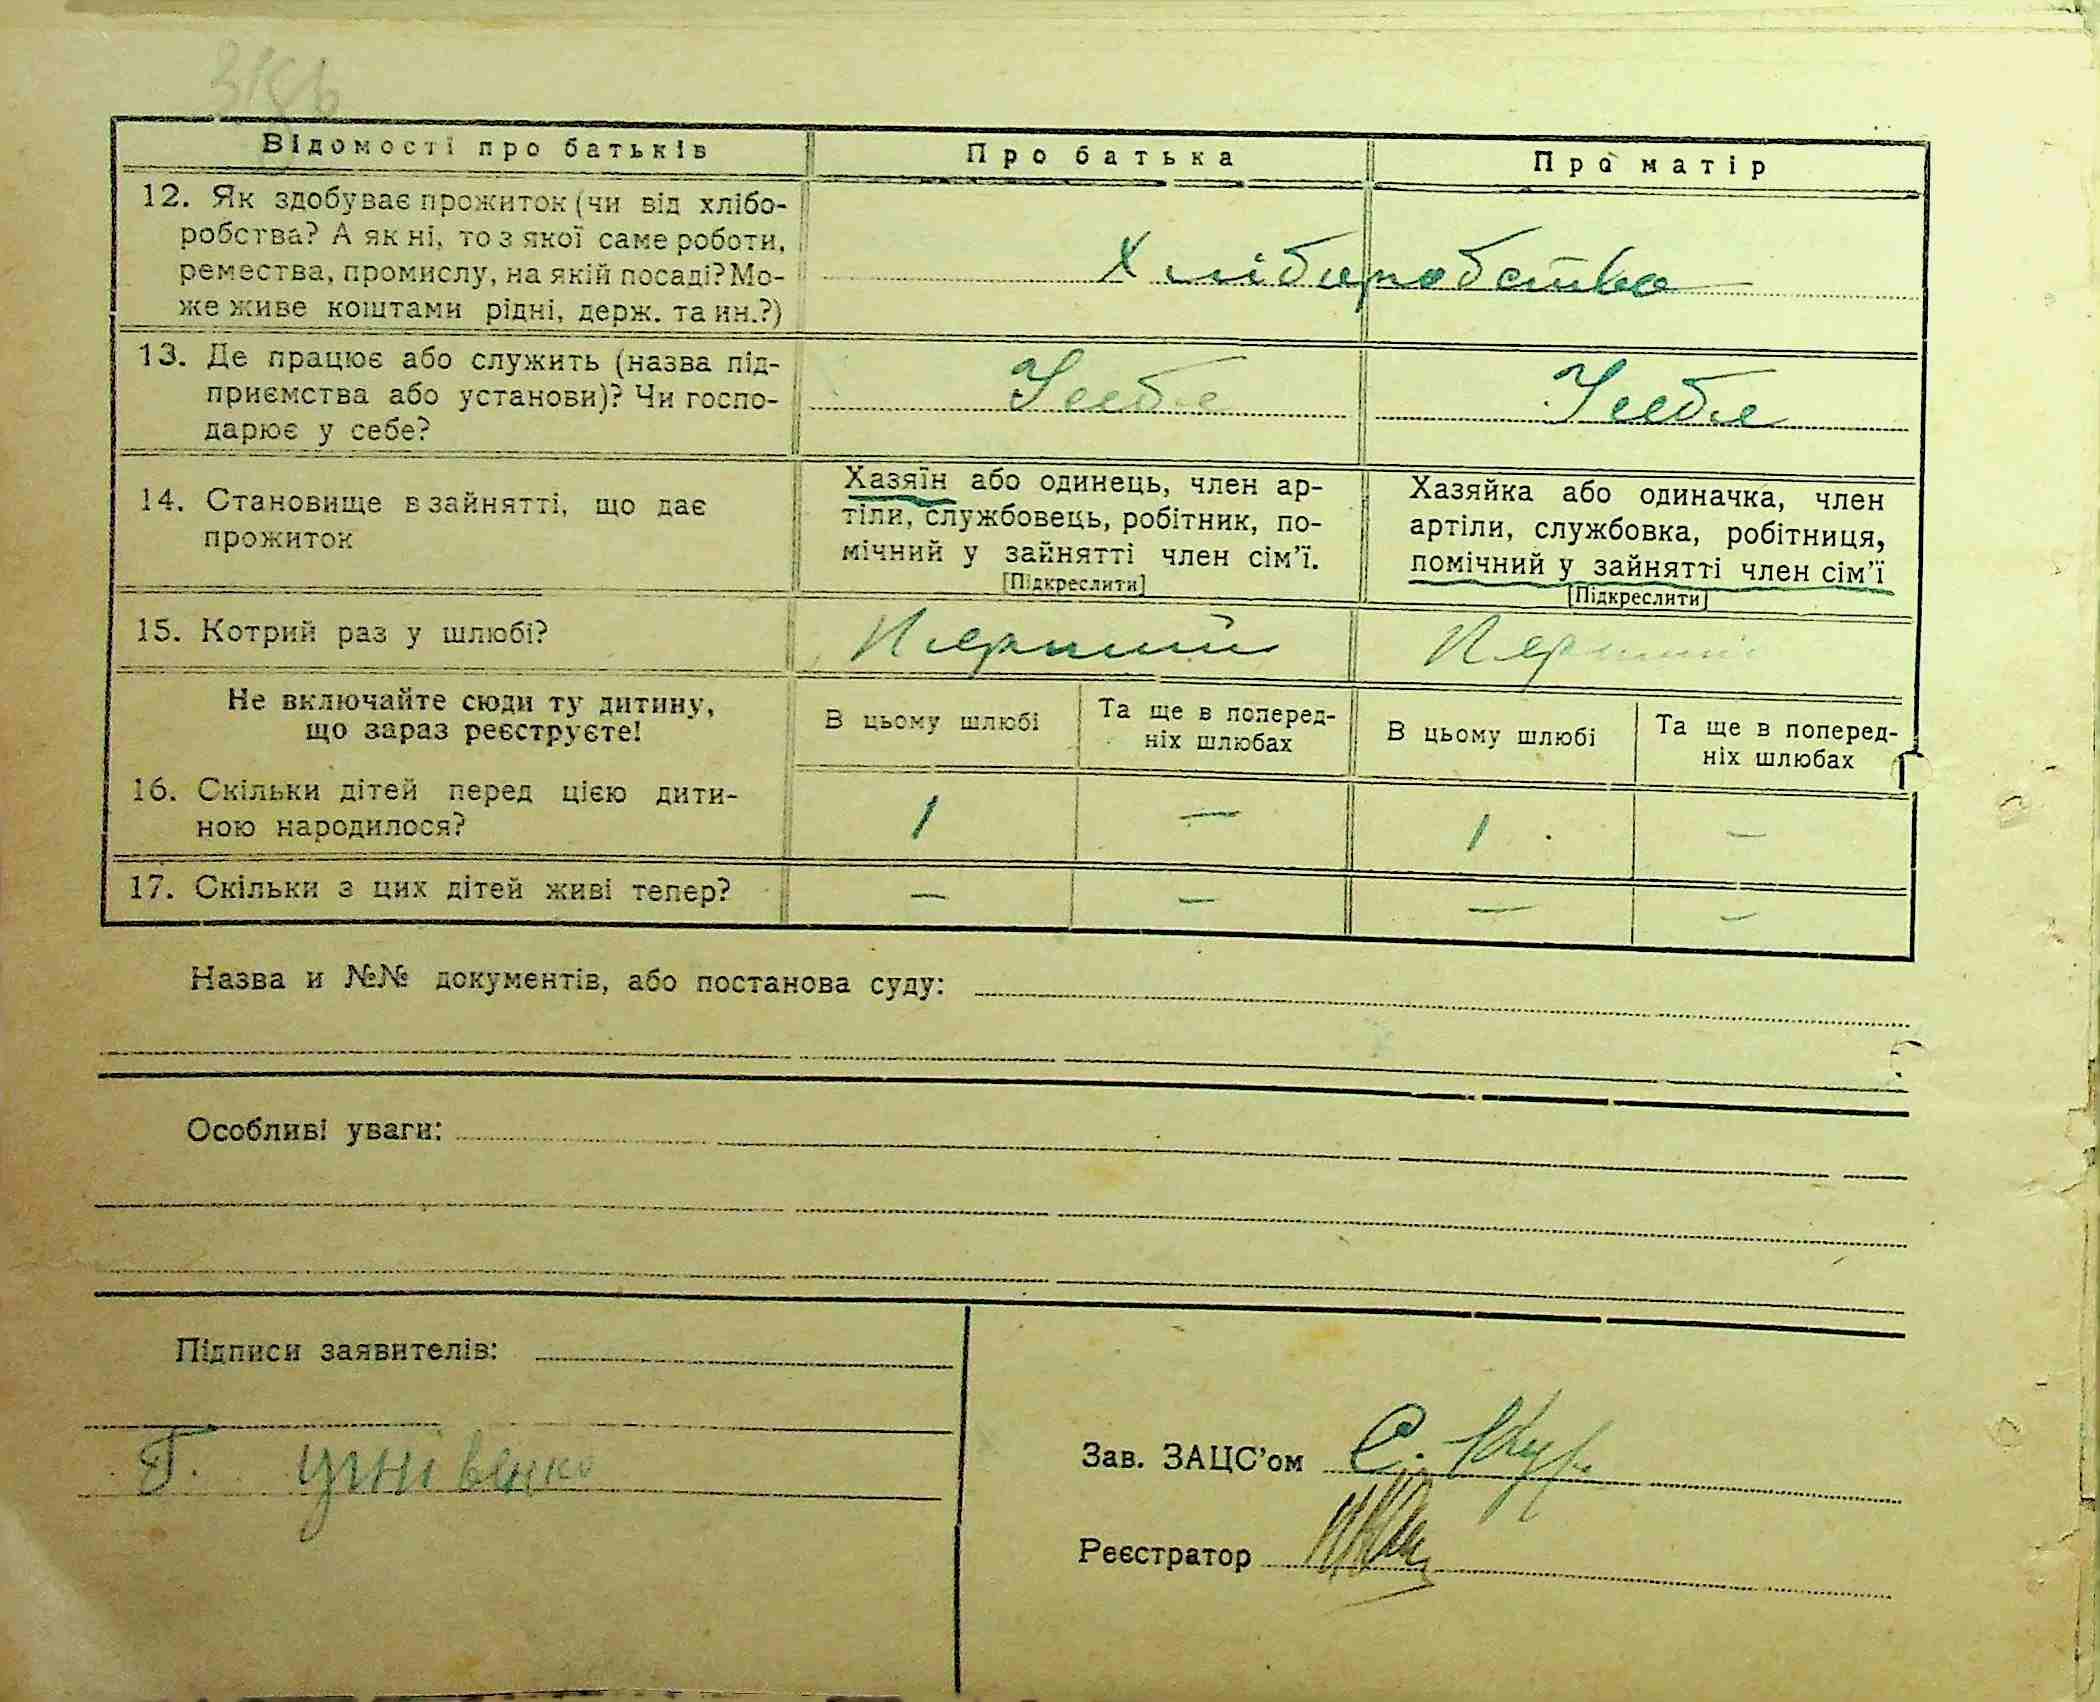 Відомості про батьків Про батька Про матір
12. Як здобуває прожиток (чи від хлібо-
робства? А як ні, то з якої саме роботи,
ремества, промислу, на якій посаді? Мо-
же живе коштами рідні, держ. та ин.?)
Хліборобство
13. Де працює або служить (назва під-
приємства або установи)? Чи госпо-
дарює у себе?
У себе У себе
14. Становище в зайнятті, що дає
прожиток
Хазяїн або одинець, член ар-
тіли, службовець, робітник, по-
мічний у зайнятті член сім'ї.
[Підкреслити]
Хазяйка або одиначка, член
артіли, службовка, робітниця,
помічний у зайнятті член сім'ї
[Підкреслити]
15. Котрий раз у шлюбі? Перший Перший
Не включайте сюди ту дитину,
що зараз реєструєте!
В цьому шлюбі
Та ще в поперед-
ніх шлюбах
В цьому шлюбі
Та ще в поперед-
ніх шлюбах
16. Скільки дітей перед цією дити-
ною народилося?
1 — 1 —
17. Скільки з цих дітей живі тепер? — — — —
Назва и №№ документів, або постанова суду:
Особливі уваги:
Підписи заявителів:
Г.
Зав. ЗАЦС'ом С.
Реєстратор